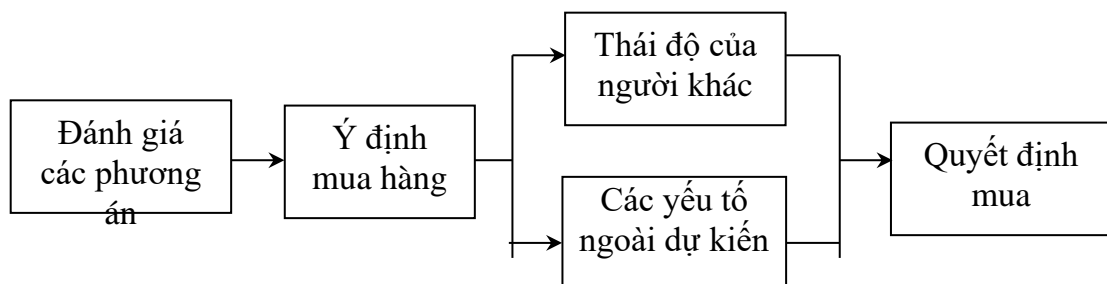 Đánh giá
các phương
án
Ý định
mua hàng
Thái độ của
người khác
Các yếu tố
ngoài dự kiến
Quyết định
mua